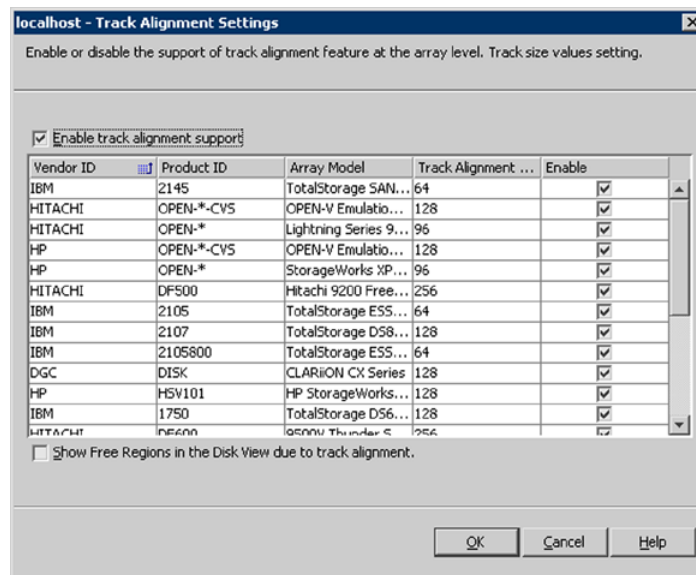 localhost - Track Alignment Settings
Enable or disable the support of track alignment feature at the array level. Track size values setting.
Enable track alignment support
Vendor ID Product ID Array Model Track Alignment ... Enable
IBM 2145 TotalStorage SAN... 64
HITACHI OPEN-*-CVS OPEN-V Emulatio... 128
HITACHI OPEN-* Lightning Series 9... 96
HP OPEN-*-CVS OPEN-V Emulatio... 128
HP OPEN-* StorageWorks XP... 96
HITACHI DF500 Hitachi 9200 Free... 256
IBM 2105 TotalStorage ESS... 64
IBM 2107 TotalStorage DS8... 128
IBM 2105800 TotalStorage ESS... 64
DGC DISK CLARiiON CX Series 128
HP HSV101 HP StorageWorks... 128
IBM 1750 TotalStorage DS6... 128
HITACHI DF600 9500V Thunder S... 256
Show Free Regions in the Disk View due to track alignment.
OK Cancel Help